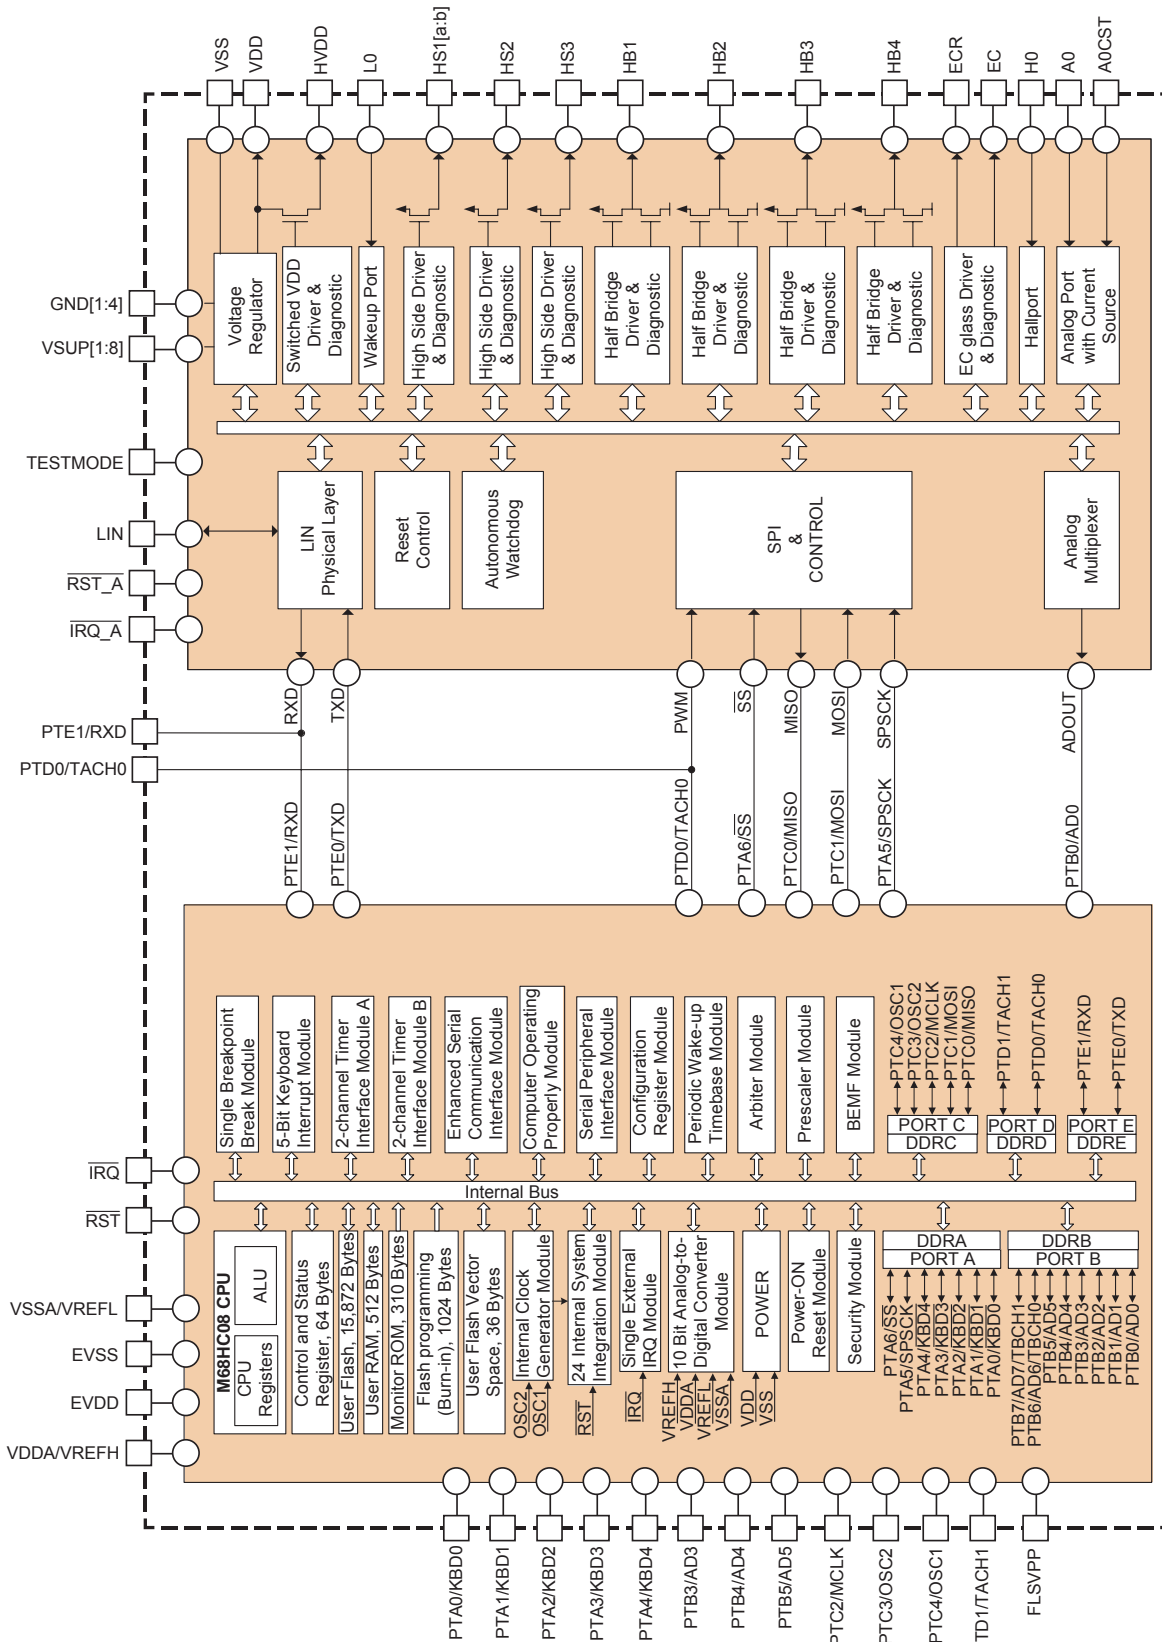 VSS
VDD
HVDD
L0
HS1[a:b]
HS2
HS3
HB1
HB2
HB3
HB4
ECR
EC
H0
A0
A0CST
GND[1:4]
VSUP[1:8]
TESTMODE
LIN
RST_A
IRQ_A
PTE1/RXD
PTD0/TACH0
IRQ
RST
VSSA/VREFL
EVSS
EVDD
VDDA/VREFH
Voltage
Regulator
Switched VDD
Driver &
Diagnostic
Wakeup Port
High Side Driver
& Diagnostic
High Side Driver
& Diagnostic
High Side Driver
& Diagnostic
Half Bridge
Driver &
Diagnostic
Half Bridge
Driver &
Diagnostic
Half Bridge
Driver &
Diagnostic
Half Bridge
Driver &
Diagnostic
EC glass Driver
& Diagnostic
Hallport
Analog Port
with Current
Source
LIN
Physical Layer
Reset
Control
Autonomous
Watchdog
SPI
&
CONTROL
Analog
Multiplexer
RXD
TXD
PWM
SS
MISO
MOSI
SPSCK
ADOUT
PTE1/RXD
PTE0/TXD
PTD0/TACH0
PTA6/SS
PTC0/MISO
PTC1/MOSI
PTA5/SPSCK
PTB0/AD0
Single Breakpoint
Break Module
5-Bit Keyboard
Interrupt Module
2-channel Timer
Interface Module A
2-channel Timer
Interface Module B
Enhanced Serial
Communication
Interface Module
Computer Operating
Properly Module
Serial Peripheral
Interface Module
Configuration
Register Module
Periodic Wake-up
Timebase Module
Arbiter Module
Prescaler Module
BEMF Module
PTC4/OSC1
PTC3/OSC2
PTC2/MCLK
PTC1/MOSI
PTC0/MISO
PORT C
DDRC
PTD1/TACH1
PTD0/TACH0
PORT D
DDRD
PTE1/RXD
PTE0/TXD
PORT E
DDRE
Internal Bus
M68HC08 CPU
CPU
Registers
ALU
Control and Status
Register, 64 Bytes
User Flash, 15,872 Bytes
User RAM, 512 Bytes
Monitor ROM, 310 Bytes
Flash programming
(Burn-in), 1024 Bytes
User Flash Vector
Space, 36 Bytes
OSC2
OSC1
Internal Clock
Generator Module
RST
24 Internal System
Integration Module
IRQ
Single External
IRQ Module
VREFH
VDDA
VREFL
VSSA
10 Bit Analog-to-
Digital Converter
Module
VDD
VSS
POWER
Power-ON
Reset Module
Security Module
DDRA
PORT A
PTA6/SS
PTA5/SPSCK
PTA4/KBD4
PTA3/KBD3
PTA2/KBD2
PTA1/KBD1
PTA0/KBD0
DDRB
PORT B
PTB7/AD7/TBCH1
PTB6/AD6/TBCH0
PTB5/AD5
PTB4/AD4
PTB3/AD3
PTB2/AD2
PTB1/AD1
PTB0/AD0
PTA0/KBD0
PTA1/KBD1
PTA2/KBD2
PTA3/KBD3
PTA4/KBD4
PTB3/AD3
PTB4/AD4
PTB5/AD5
PTC2/MCLK
PTC3/OSC2
PTC4/OSC1
TD1/TACH1
FLSVPP